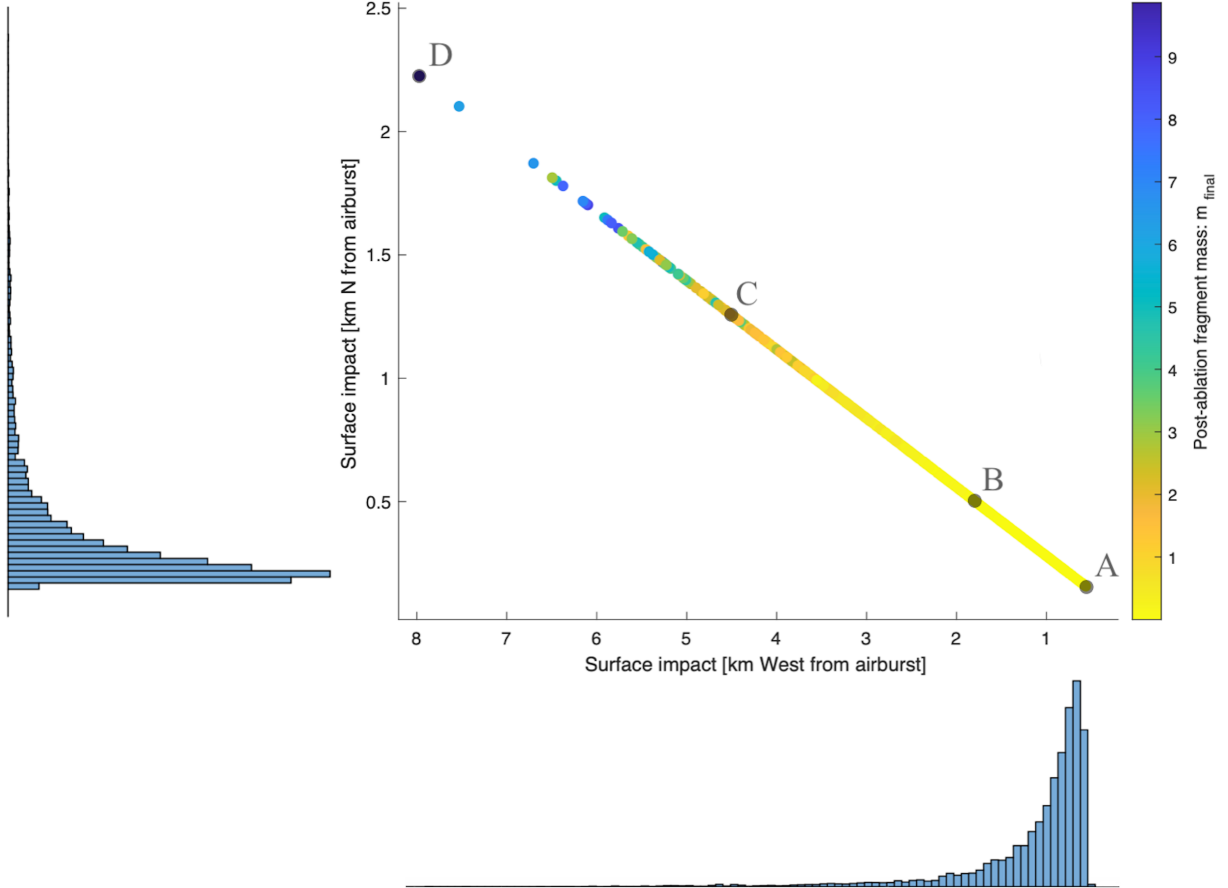 2.5
2
1.5
1
0.5
Surface impact [km N from airburst]
D
C
B
A
8 7 6 5 4 3 2 1
Surface impact [km West from airburst]
9
8
7
6
5
4
3
2
1
Post-ablation fragment mass: m final